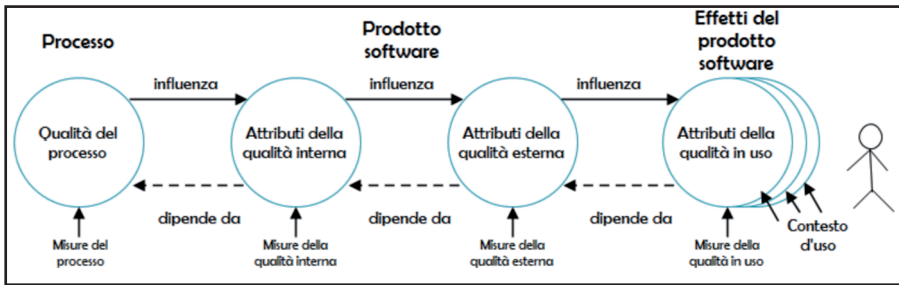 Processo
Prodotto
software
Effetti del
prodotto
software
influenza
influenza
influenza
Qualità del
processo
Attributi della
qualità interna
Attributi della
qualità esterna
Attributi della
qualità in uso
dipende da
dipende da
dipende da
Misure del
processo
Misure della
qualità interna
Misure della
qualità esterna
Misure della
qualità in uso
Contesto
d'uso